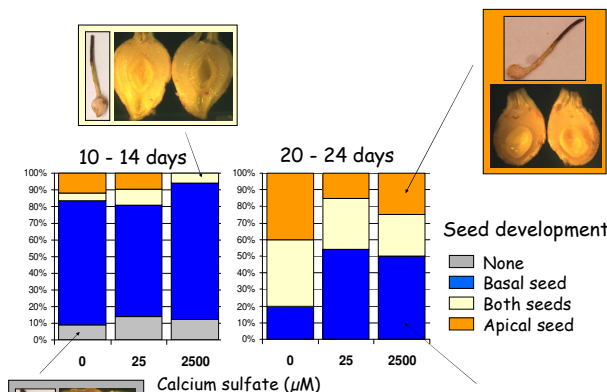 10 - 14 days
20 - 24 days
100%
90%
80%
70%
60%
50%
40%
30%
20%
10%
0%
100%
90%
80%
70%
60%
50%
40%
30%
20%
10%
0%
0 25 2500
0 25 2500
Calcium sulfate (µM)
Seed development
None
Basal seed
Both seeds
Apical seed